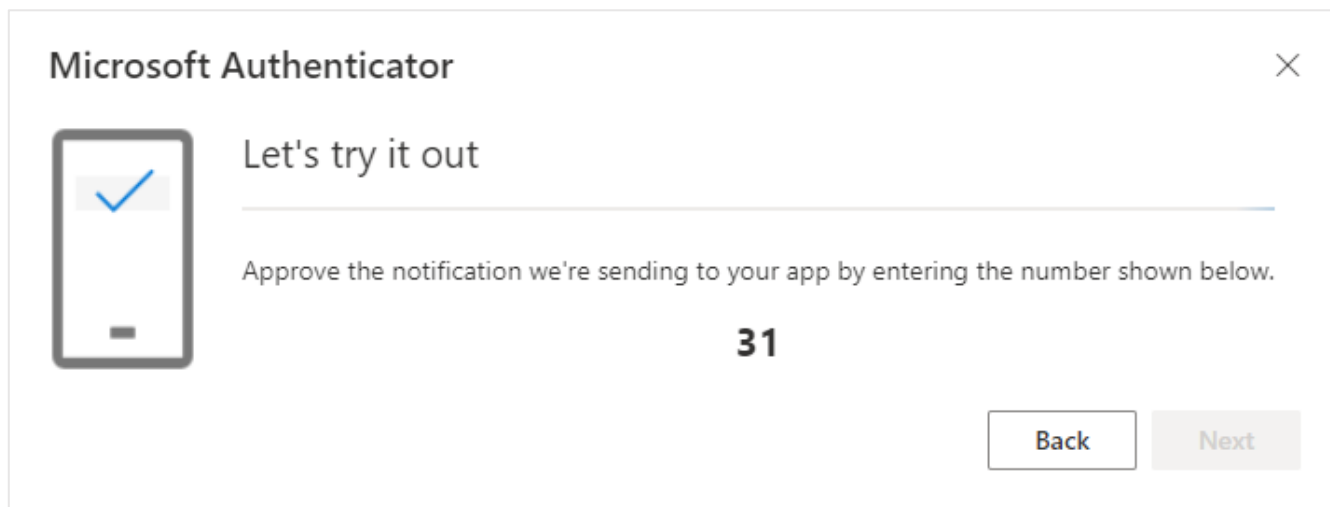 Microsoft Authenticator
Let's try it out
Approve the notification we're sending to your app by entering the number shown below.
31
Back
Next